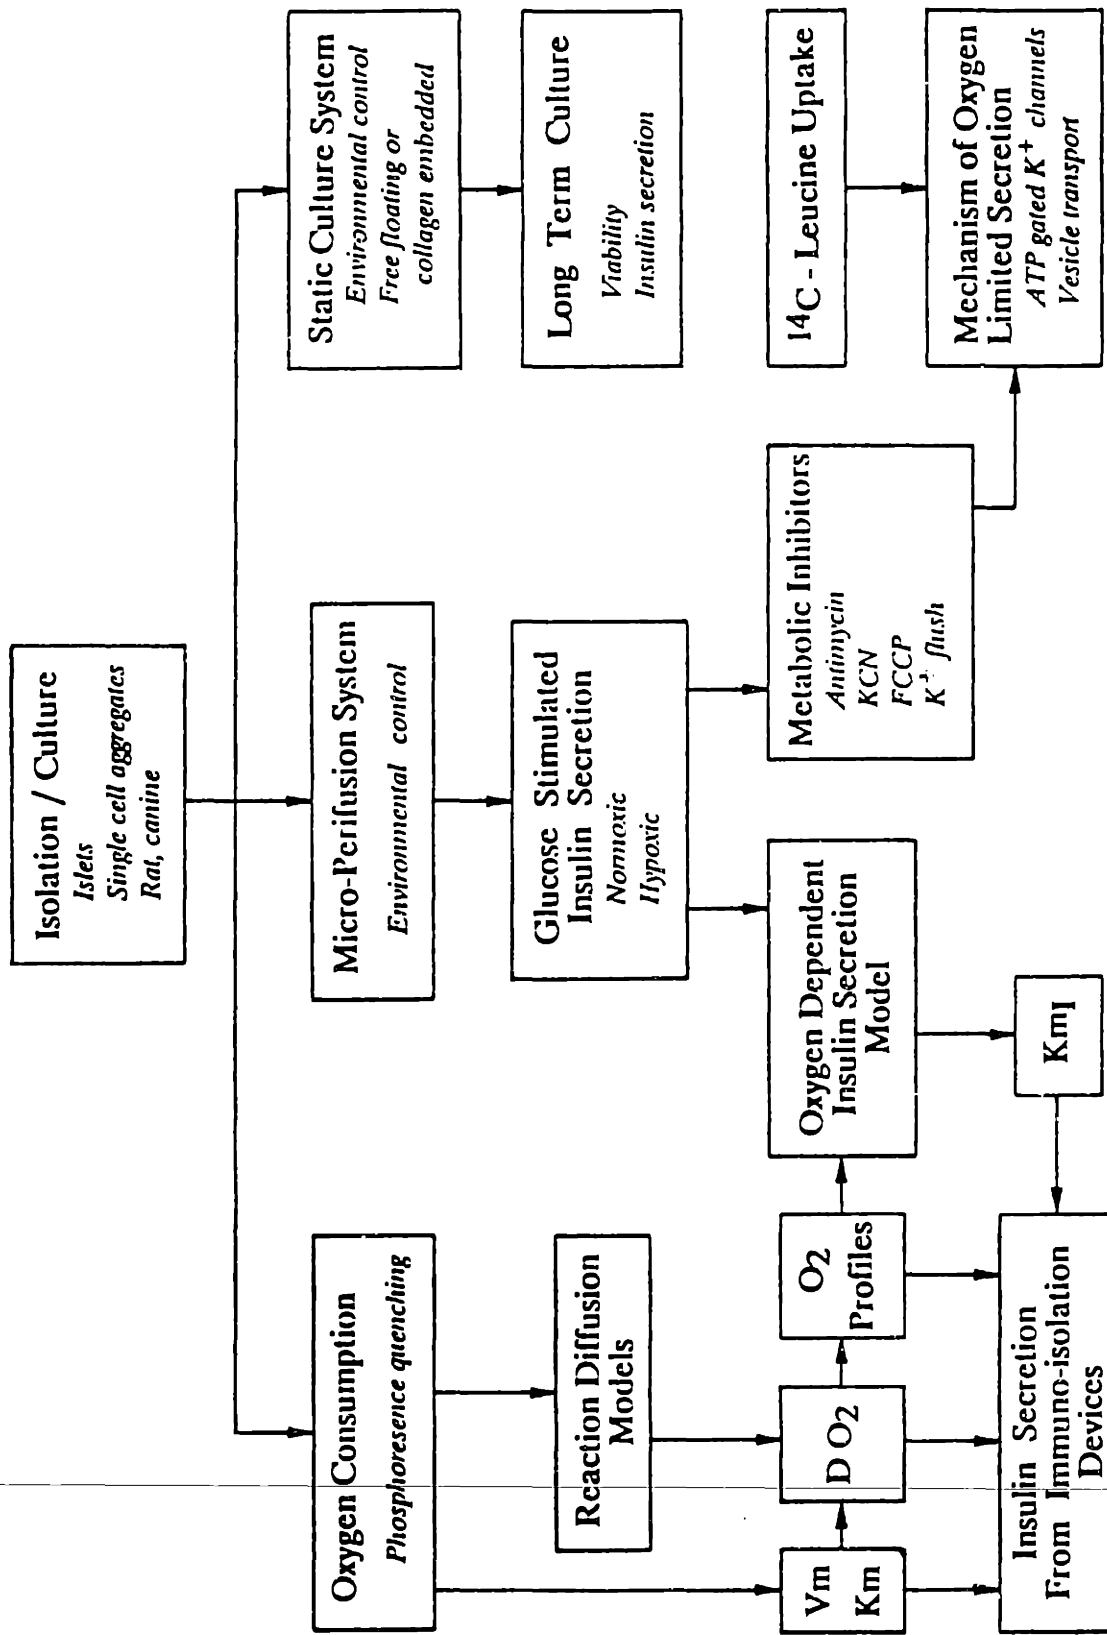 Isolation / Culture
Islets
Single cell aggregates
Rat, canine
Oxygen Consumption
Phosphoresence quenching
Micro-Perifusion System
Environmental control
Static Culture System
Environmental control
Free floating or
collagen embedded
Reaction Diffusion
Models
Glucose Stimulated
Insulin Secretion
Normoxic
Hypoxic
Long Term Culture
Viability
Insulin secretion
Vm
Km
D O2
O2
Profiles
Oxygen Dependent
Insulin Secretion
Model
Metabolic Inhibitors
Antimycin
KCN
FCCP
K+ flush
14C - Leucine Uptake
Insulin Secretion
From Immuno-isolation
Devices
KmI
Mechanism of Oxygen
Limited Secretion
ATP gated K+ channels
Vesicle transport